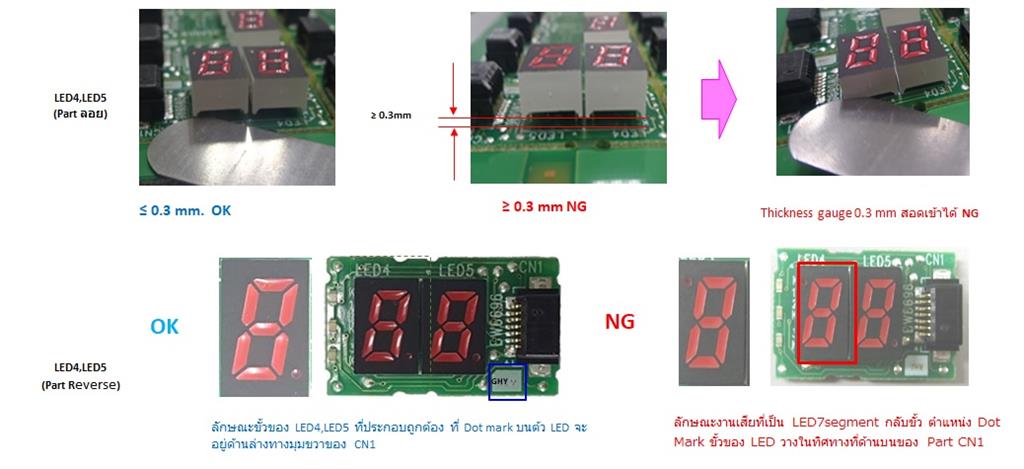 LED4,LED5
(Part ลอย)
≤ 0.3 mm. OK
≥ 0.3mm
LED5
LED4
≥ 0.3 mm NG
Thickness gauge 0.3 mm สอดเข้าได้ NG
LED4,LED5
(Part Reverse)
OK
LED4 LED5 CN1
EW6696
GHY
NG
LED4 LED5 CN1
EW6696
ลักษณะขั้วของ LED4,LED5 ที่ประกอบถูกต้อง ที่ Dot mark บนตัว LED จะ
อยู่ด้านล่างทางมุมขวาของ CN1
ลักษณะงานเสียที่เป็น LED7segment กลับขั้ว ตำแหน่ง Dot
Mark ขั้วของ LED วางในทิศทางที่ด้านบนของ Part CN1